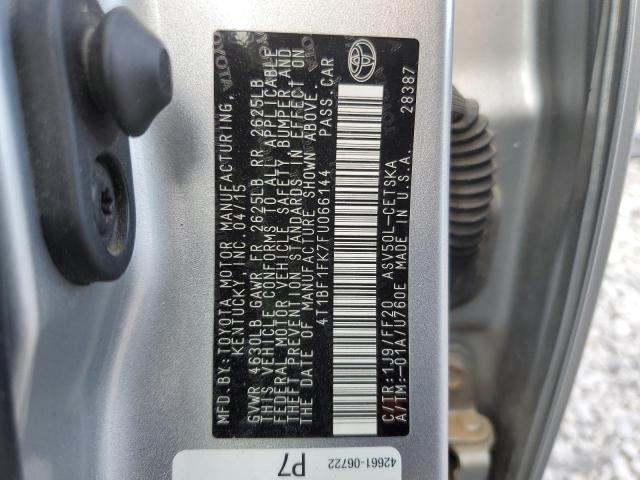 MFD.BY:TOYOTA MOTOR MANUFACTURING,
KENTUCKY,INC. 04/15
GVWR 4630LB GAWR FR 2625LB RR 2625LB
THIS VEHICLE CONFORMS TO ALL APPLICABLE
FEDERAL MOTOR VEHICLE SAFETY,BUMPER,AND
THEFT PREVENTION STANDARDS IN EFFECT ON
THE DATE OF MANUFACTURE SHOWN ABOVE.
4T1BF1FK7FU066144 PASS.CAR
C/TR:1J9/FF20 ASV50L-CETSKA
A/TM:-01A/U760E MADE IN U.S.A. 28387
42661-06722
P7